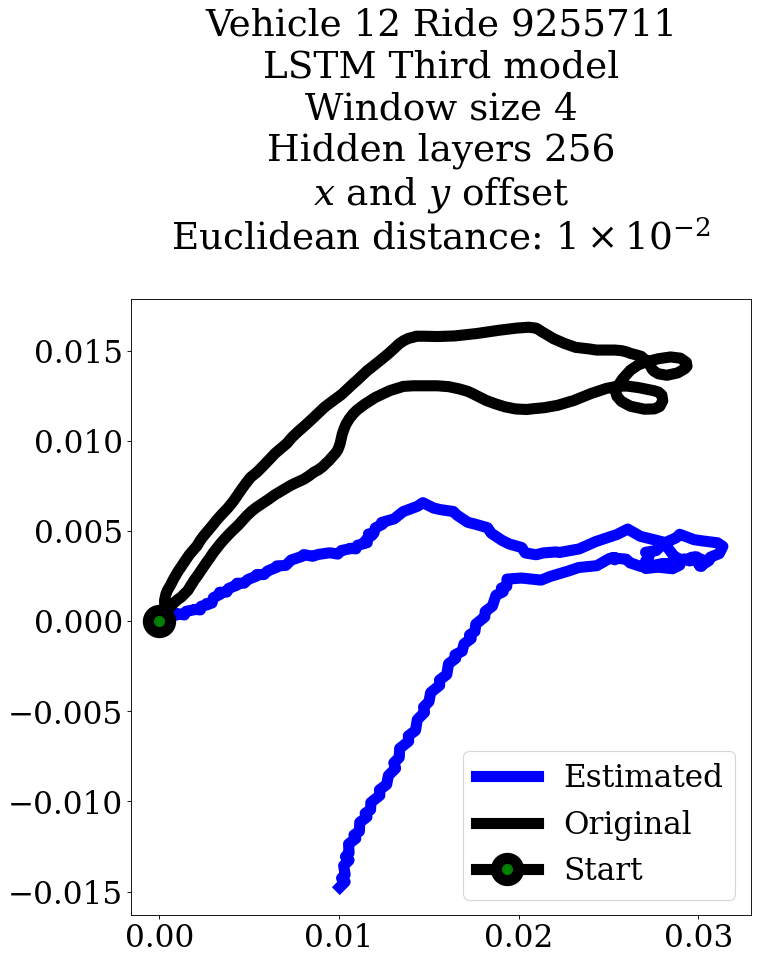 Vehicle 12 Ride 9255711
LSTM Third model
Window size 4
Hidden layers 256
x and y offset
Euclidean distance: 1 × 10⁻²
0.015
0.010
0.005
0.000
−0.005
−0.010
−0.015
0.00 0.01 0.02 0.03
Estimated
Original
Start